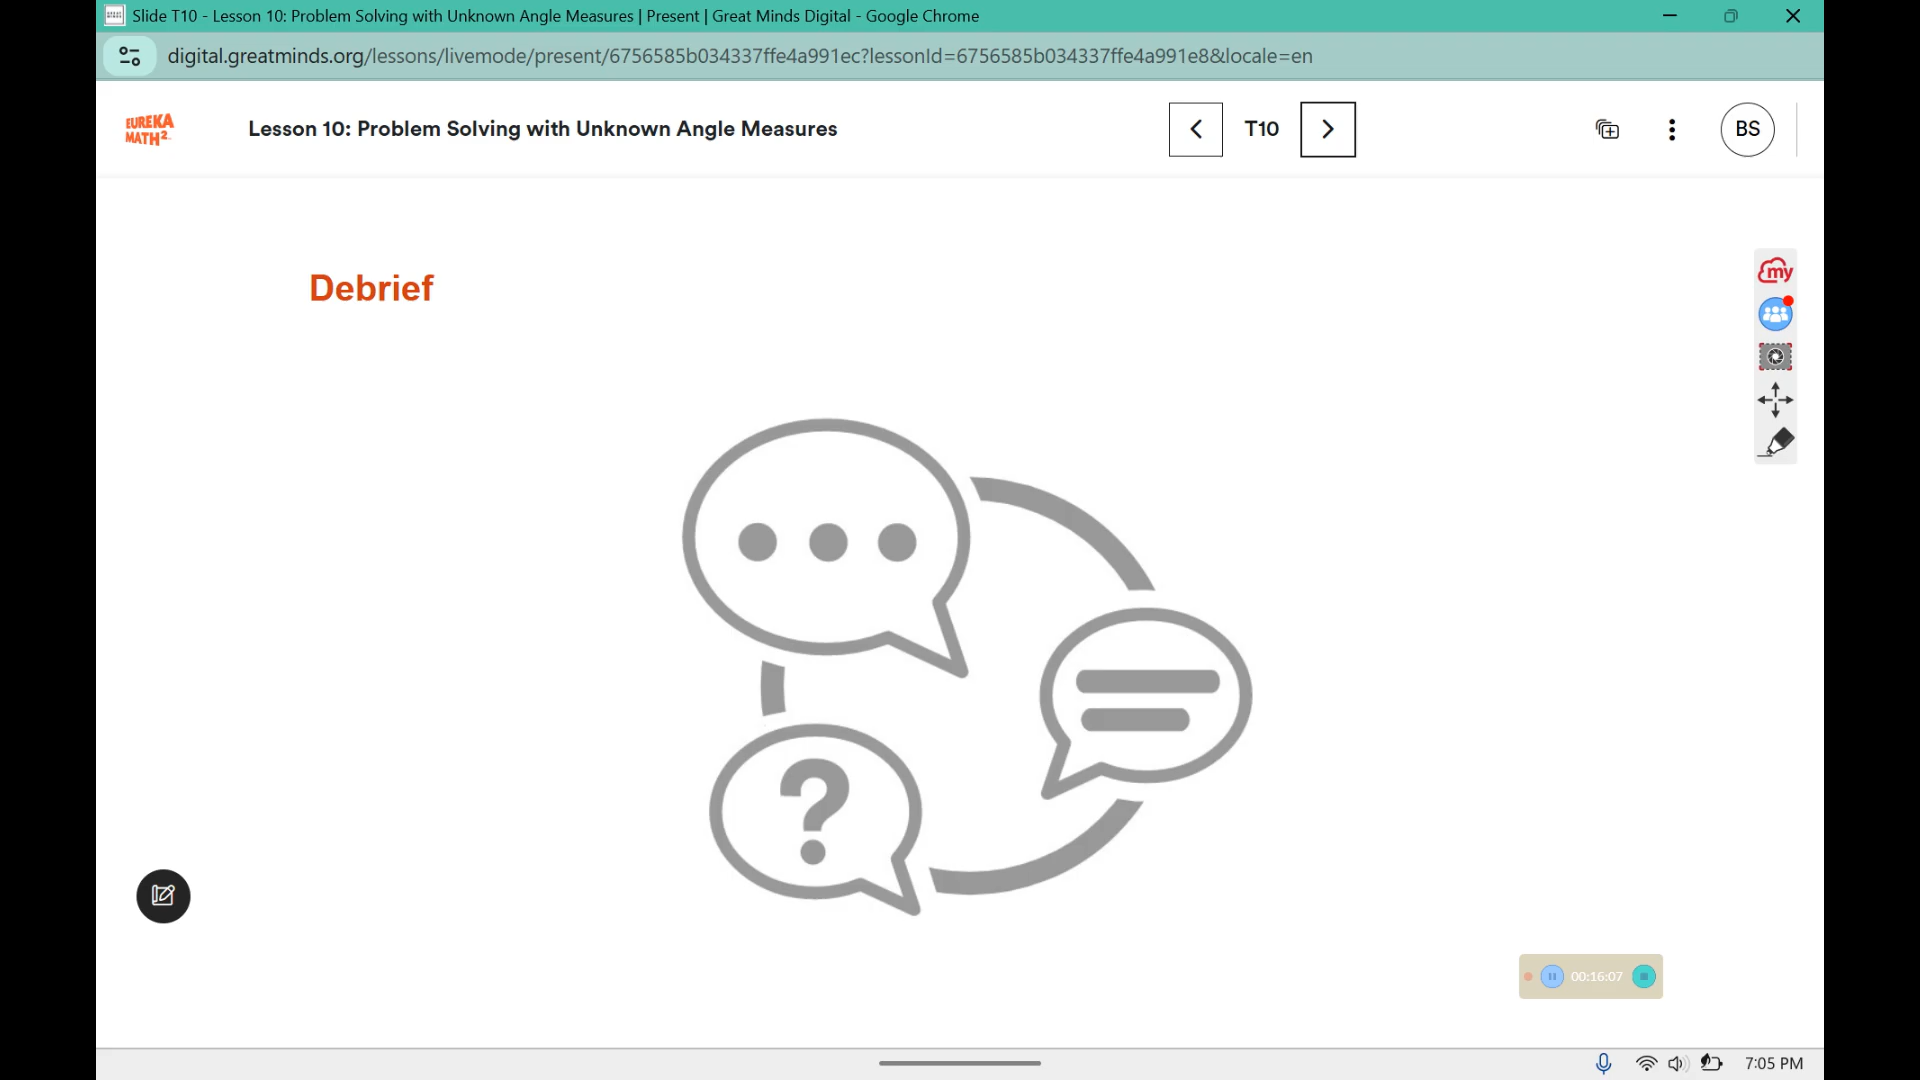 Slide T10 - Lesson 10: Problem Solving with Unknown Angle Measures | Present | Great Minds Digital - Google Chrome
digital.greatminds.org/lessons/livemode/present/6756585b034337ffe4a991ec?lessonId=6756585b034337ffe4a991e8&locale=en
EUREKA
MATH²
Lesson 10: Problem Solving with Unknown Angle Measures
T10
BS
Debrief
my
?
00:16:07
7:05 PM